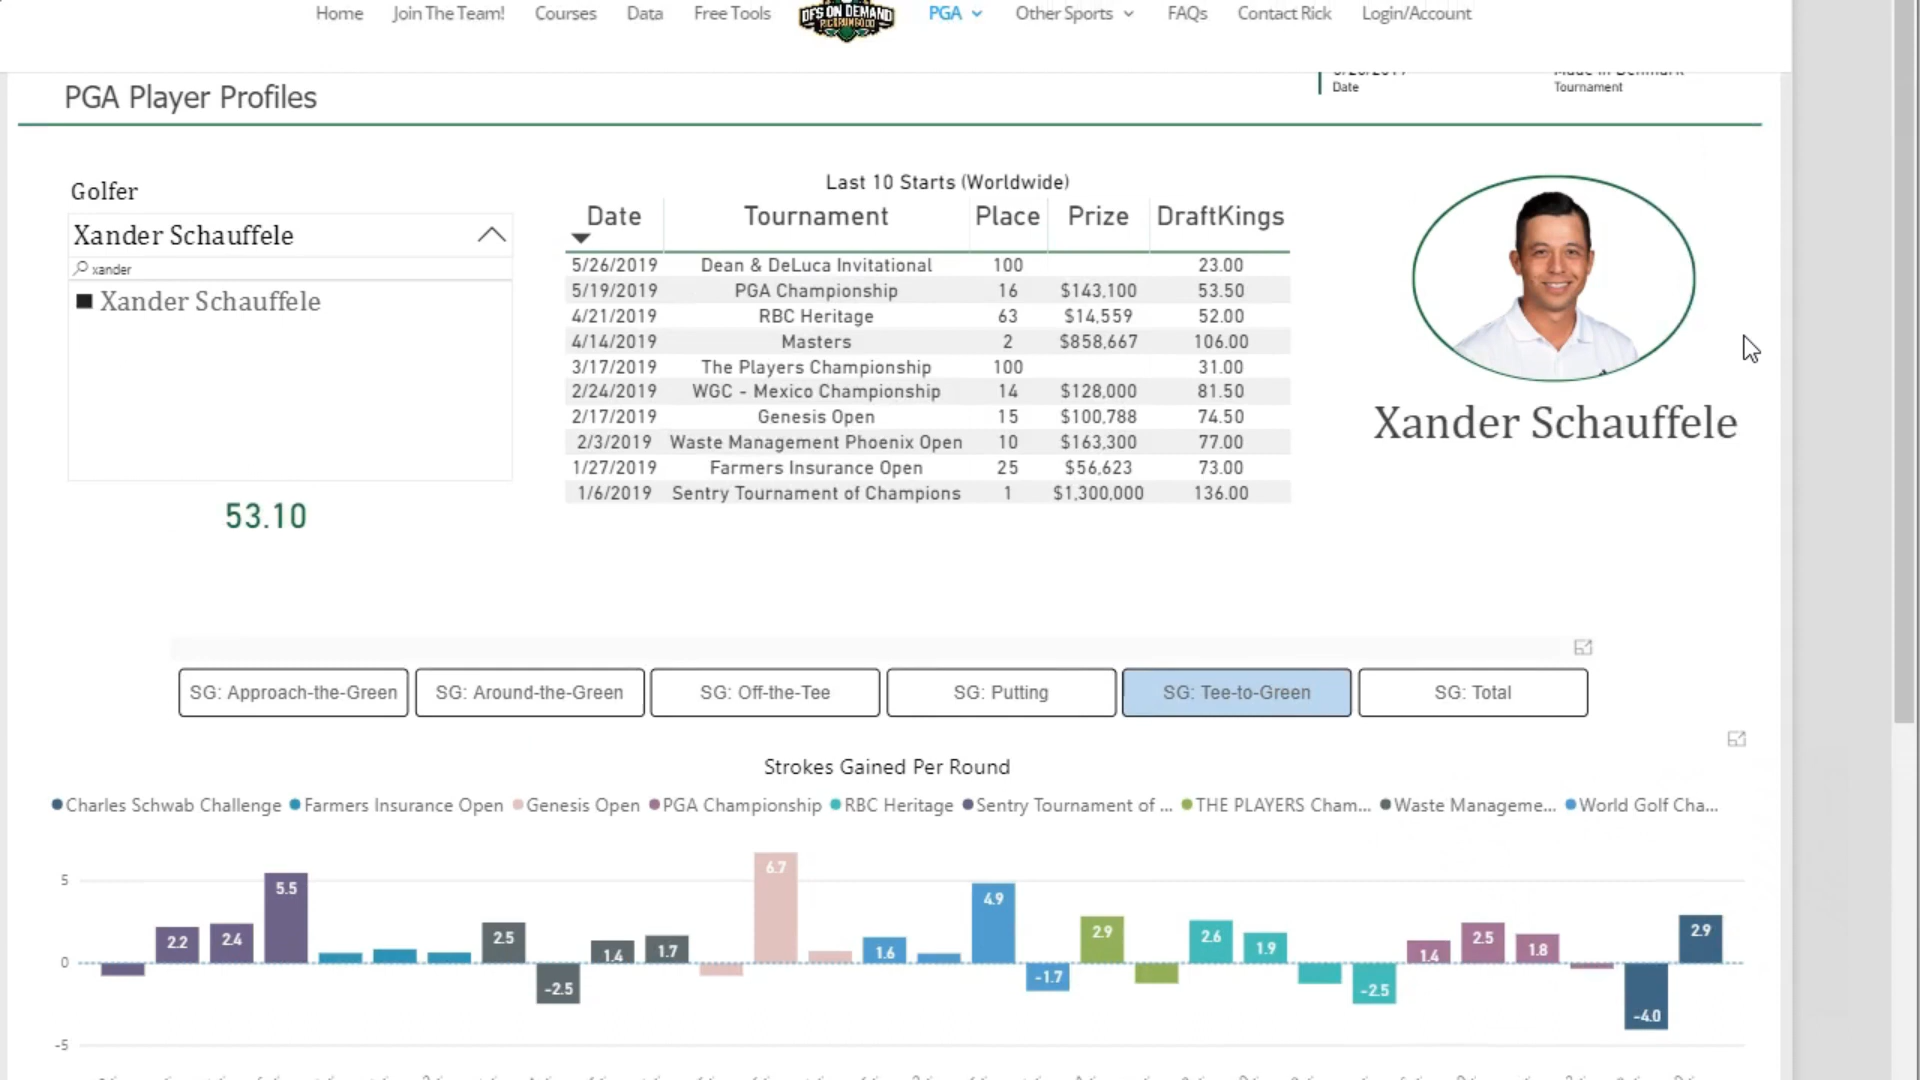 Home Join The Team! Courses Data Free Tools DFS ON DEMAND PGA Other Sports FAQs Contact Rick Login/Account
PGA Player Profiles
Date Tournament
Golfer
Xander Schauffele
xander
Xander Schauffele
53.10
Last 10 Starts (Worldwide)
Date Tournament Place Prize DraftKings
5/26/2019 Dean & DeLuca Invitational 100 23.00
5/19/2019 PGA Championship 16 $143,100 53.50
4/21/2019 RBC Heritage 63 $14,559 52.00
4/14/2019 Masters 2 $858,667 106.00
3/17/2019 The Players Championship 100 31.00
2/24/2019 WGC - Mexico Championship 14 $128,000 81.50
2/17/2019 Genesis Open 15 $100,788 74.50
2/3/2019 Waste Management Phoenix Open 10 $163,300 77.00
1/27/2019 Farmers Insurance Open 25 $56,623 73.00
1/6/2019 Sentry Tournament of Champions 1 $1,300,000 136.00
Xander Schauffele
SG: Approach-the-Green SG: Around-the-Green SG: Off-the-Tee SG: Putting SG: Tee-to-Green SG: Total
Strokes Gained Per Round
Charles Schwab Challenge Farmers Insurance Open Genesis Open PGA Championship RBC Heritage Sentry Tournament of ... THE PLAYERS Cham... Waste Manageme... World Golf Cha...
5
0
-5
2.2 2.4 5.5 2.5 -2.5 1.4 1.7 6.7 1.6 4.9 -1.7 2.9 2.6 1.9 -2.5 1.4 2.5 1.8 -4.0 2.9